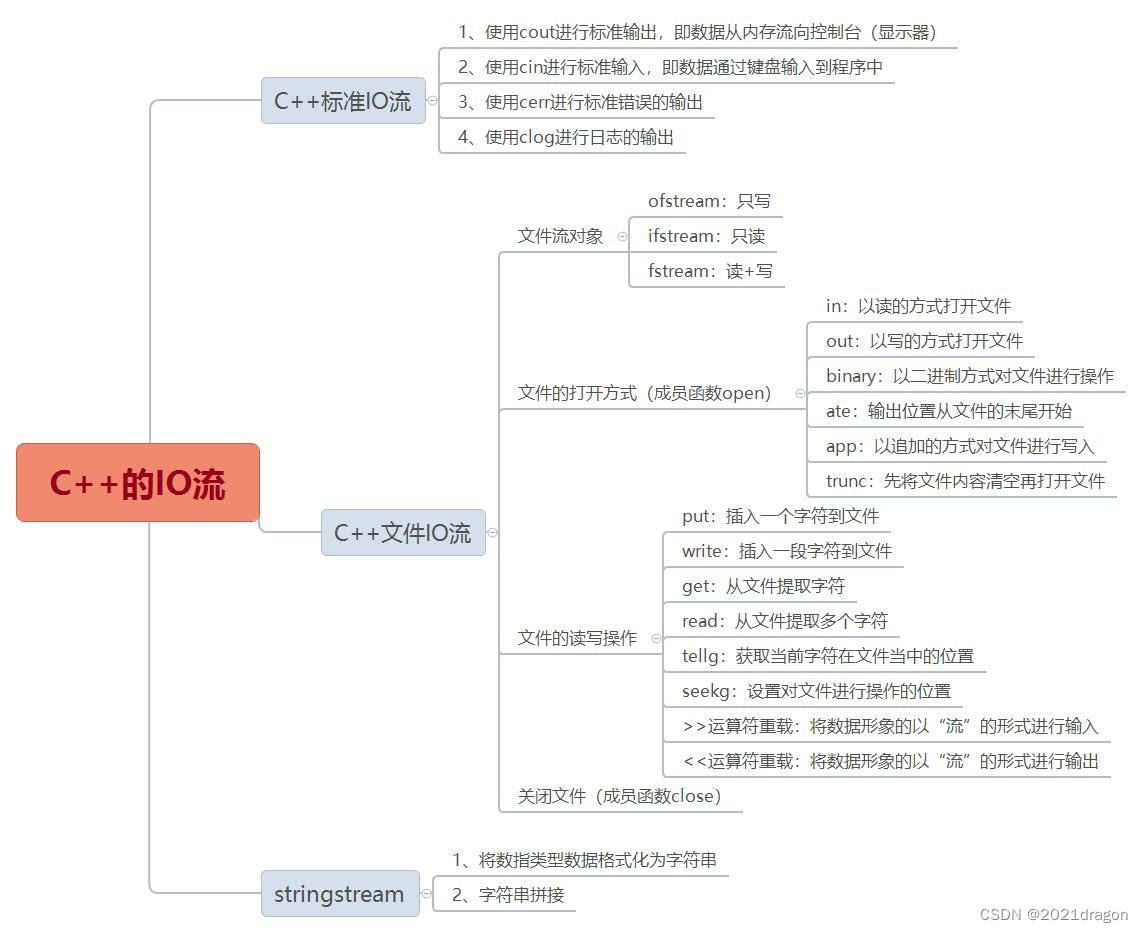 C++的IO流
C++标准IO流
1、使用cout进行标准输出，即数据从内存流向控制台（显示器）
2、使用cin进行标准输入，即数据通过键盘输入到程序中
3、使用cerr进行标准错误的输出
4、使用clog进行日志的输出
C++文件IO流
文件流对象
ofstream：只写
ifstream：只读
fstream：读+写
文件的打开方式（成员函数open）
in：以读的方式打开文件
out：以写的方式打开文件
binary：以二进制方式对文件进行操作
ate：输出位置从文件的末尾开始
app：以追加的方式对文件进行写入
trunc：先将文件内容清空再打开文件
文件的读写操作
put：插入一个字符到文件
write：插入一段字符到文件
get：从文件提取字符
read：从文件提取多个字符
tellg：获取当前字符在文件当中的位置
seekg：设置对文件进行操作的位置
>>运算符重载：将数据形象的以“流”的形式进行输入
<<运算符重载：将数据形象的以“流”的形式进行输出
关闭文件（成员函数close）
stringstream
1、将数指类型数据格式化为字符串
2、字符串拼接
CSDN @2021dragon